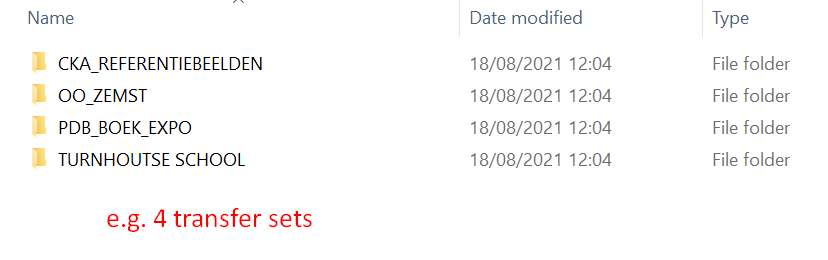 Name Date modified Type
CKA_REFERENTIEBEELDEN 18/08/2021 12:04 File folder
OO_ZEMST 18/08/2021 12:04 File folder
PDB_BOEK_EXPO 18/08/2021 12:04 File folder
TURNHOUTSE SCHOOL 18/08/2021 12:04 File folder
e.g. 4 transfer sets